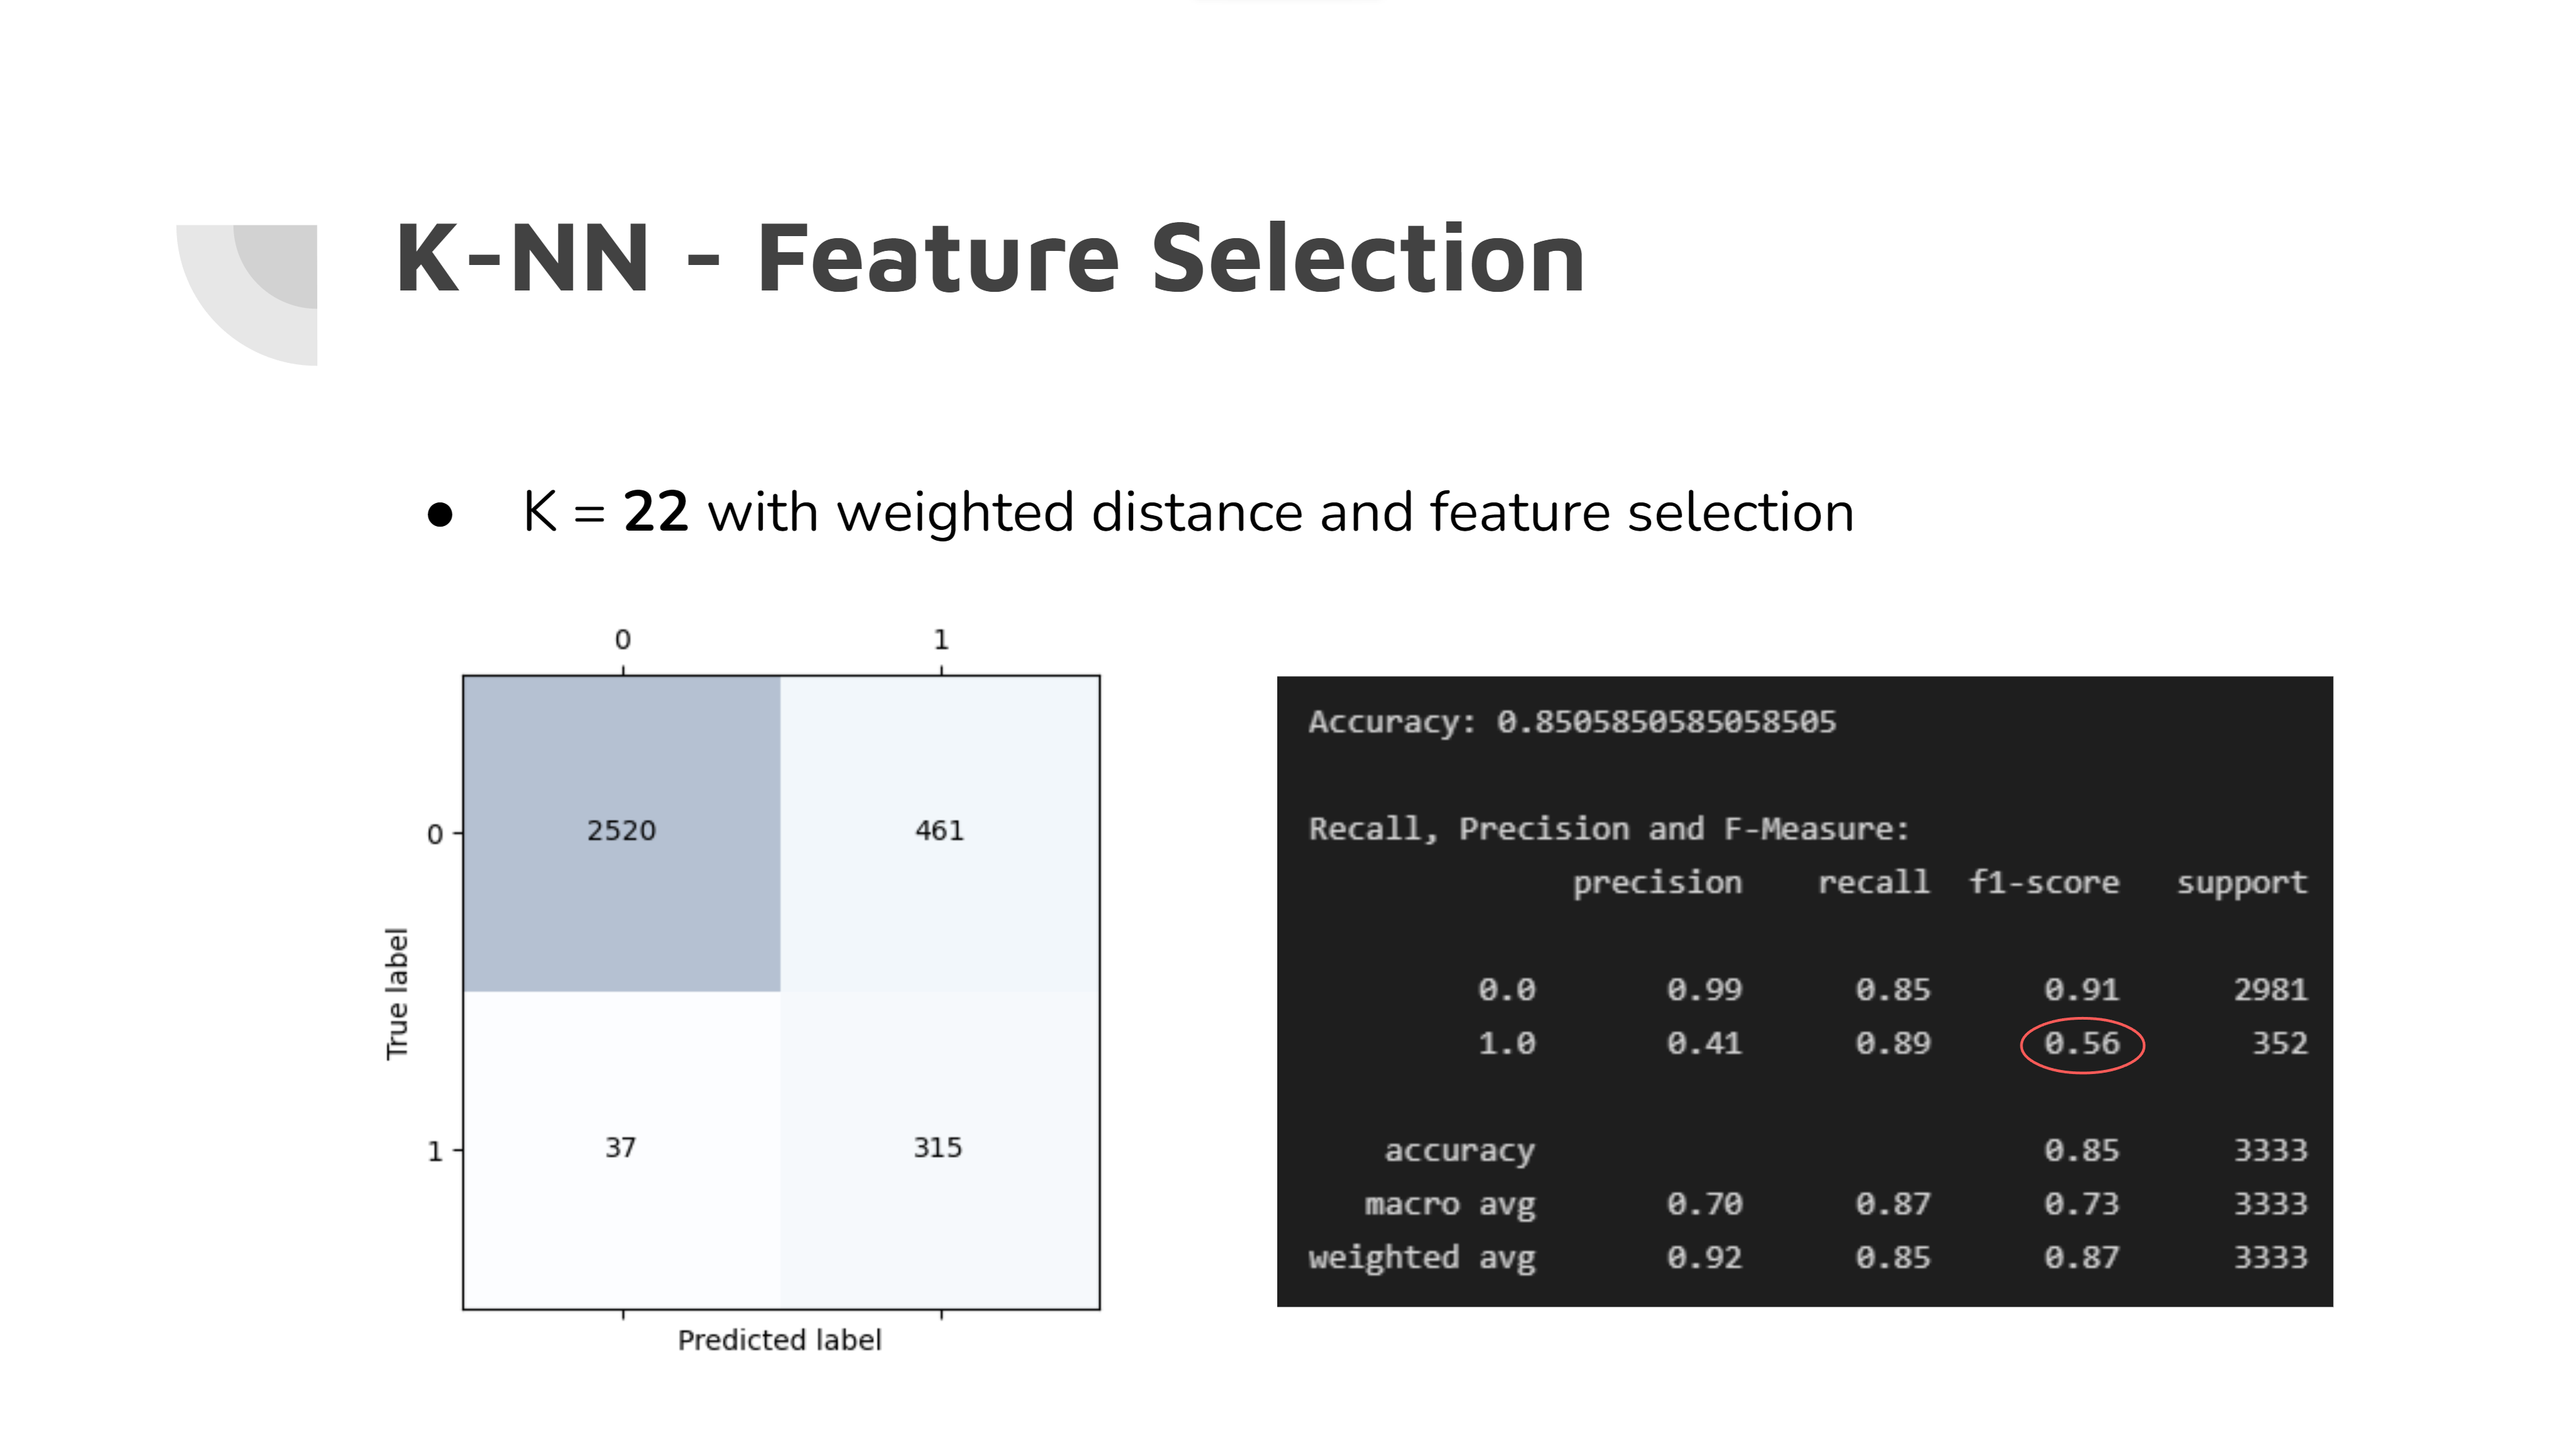 K-NN - Feature Selection
● K = 22 with weighted distance and feature selection
0 1
0 2520 461
1 37 315
True label
Predicted label
Accuracy: 0.8505850585058505
Recall, Precision and F-Measure:
precision recall f1-score support
0.0 0.99 0.85 0.91 2981
1.0 0.41 0.89 0.56 352
accuracy 0.85 3333
macro avg 0.70 0.87 0.73 3333
weighted avg 0.92 0.85 0.87 3333